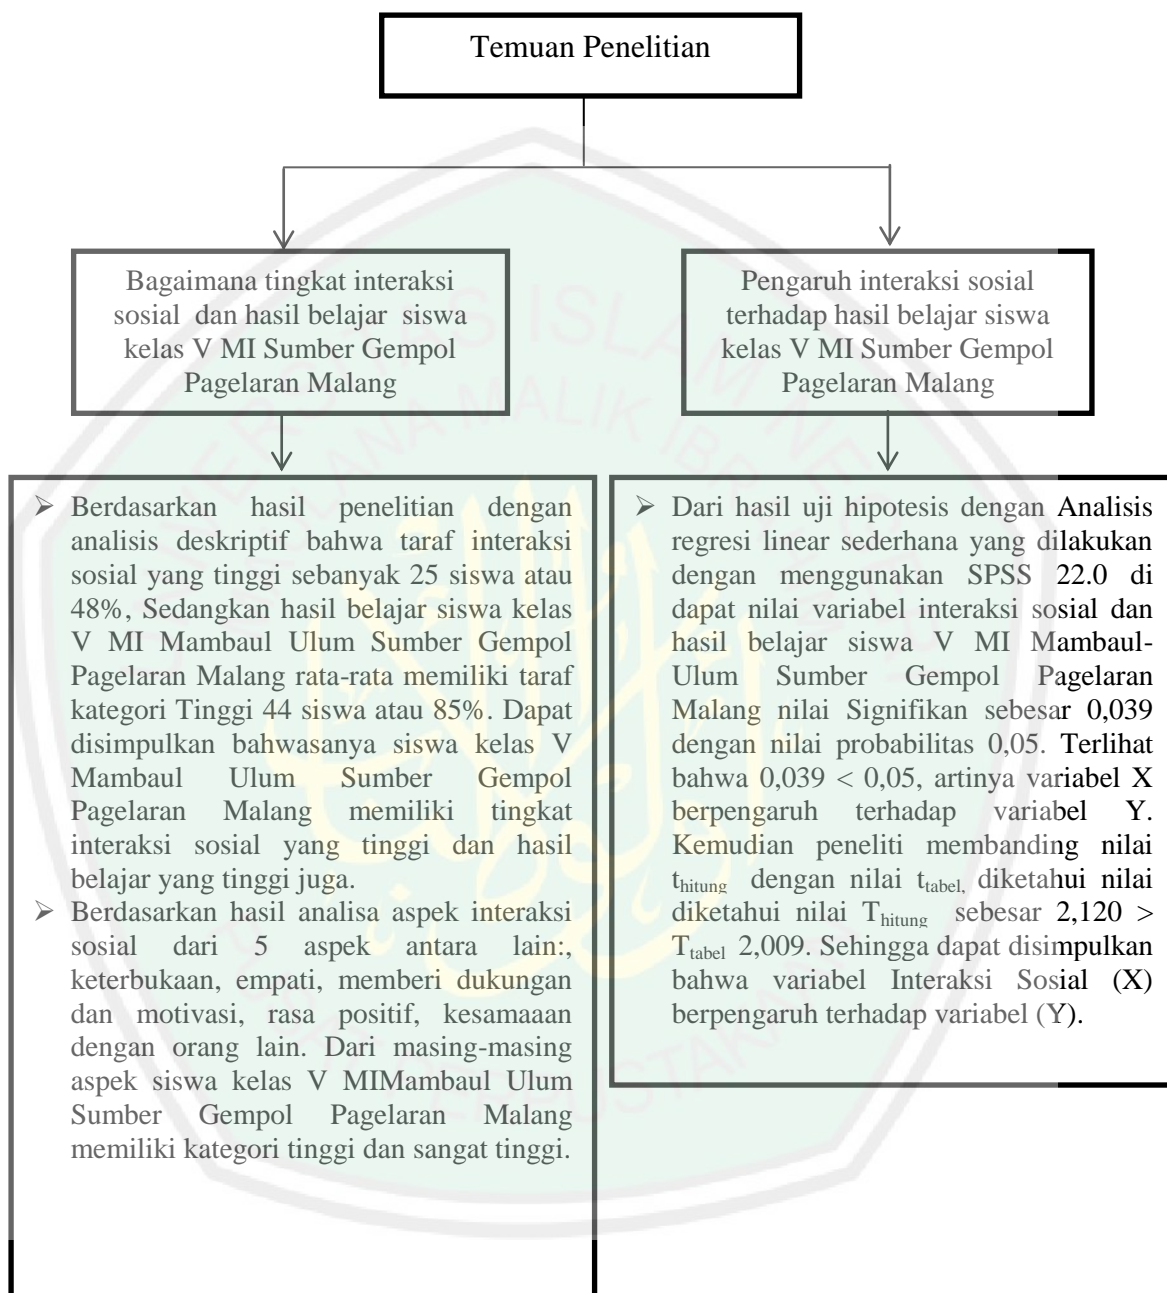 Temuan Penelitian
Bagaimana tingkat interaksi
sosial dan hasil belajar siswa
kelas V MI Sumber Gempol
Pagelaran Malang
Pengaruh interaksi sosial
terhadap hasil belajar siswa
kelas V MI Sumber Gempol
Pagelaran Malang
➢ Berdasarkan hasil penelitian dengan
analisis deskriptif bahwa taraf interaksi
sosial yang tinggi sebanyak 25 siswa atau
48%, Sedangkan hasil belajar siswa kelas
V MI Mambaul Ulum Sumber Gempol
Pagelaran Malang rata-rata memiliki taraf
kategori Tinggi 44 siswa atau 85%. Dapat
disimpulkan bahwasanya siswa kelas V
Mambaul Ulum Sumber Gempol
Pagelaran Malang memiliki tingkat
interaksi sosial yang tinggi dan hasil
belajar yang tinggi juga.
➢ Berdasarkan hasil analisa aspek interaksi
sosial dari 5 aspek antara lain:,
keterbukaan, empati, memberi dukungan
dan motivasi, rasa positif, kesamaaan
dengan orang lain. Dari masing-masing
aspek siswa kelas V MIMambaul Ulum
Sumber Gempol Pagelaran Malang
memiliki kategori tinggi dan sangat tinggi.
➢ Dari hasil uji hipotesis dengan Analisis
regresi linear sederhana yang dilakukan
dengan menggunakan SPSS 22.0 di
dapat nilai variabel interaksi sosial dan
hasil belajar siswa V MI Mambaul-
Ulum Sumber Gempol Pagelaran
Malang nilai Signifikan sebesar 0,039
dengan nilai probabilitas 0,05. Terlihat
bahwa 0,039 < 0,05, artinya variabel X
berpengaruh terhadap variabel Y.
Kemudian peneliti membanding nilai
thitung dengan nilai ttabel, diketahui nilai
diketahui nilai Thitung sebesar 2,120 >
Ttabel 2,009. Sehingga dapat disimpulkan
bahwa variabel Interaksi Sosial (X)
berpengaruh terhadap variabel (Y).